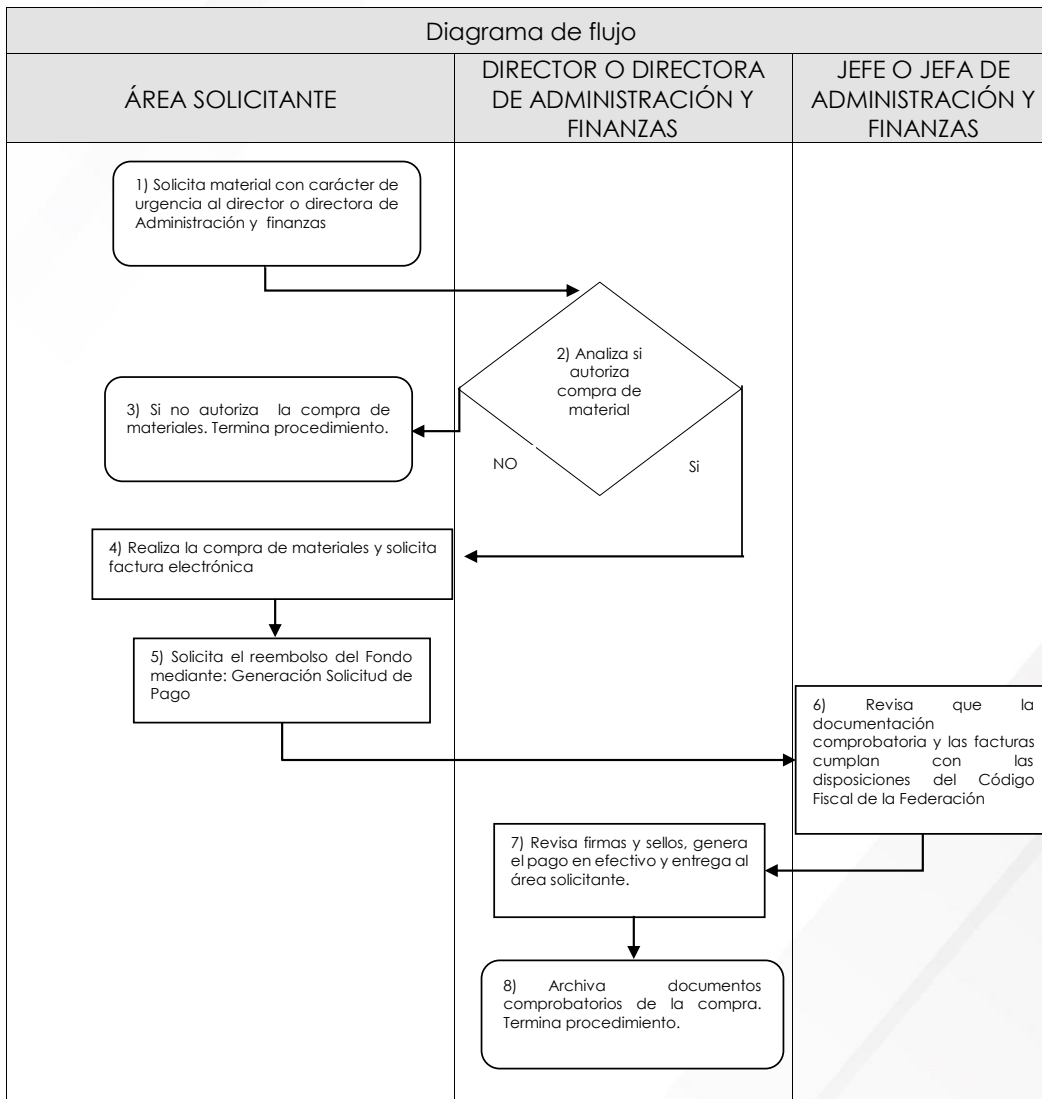 Diagrama de flujo
ÁREA SOLICITANTE
DIRECTOR O DIRECTORA
DE ADMINISTRACIÓN Y
FINANZAS
JEFE O JEFA DE
ADMINISTRACIÓN Y
FINANZAS
1) Solicita material con carácter de
urgencia al director o directora de
Administración y finanzas
2) Analiza si
autoriza
compra de
material
3) Si no autoriza la compra de
materiales. Termina procedimiento.
NO
Si
4) Realiza la compra de materiales y solicita
factura electrónica
5) Solicita el reembolso del Fondo
mediante: Generación Solicitud de
Pago
6) Revisa que la
documentación
comprobatoria y las facturas
cumplan con las
disposiciones del Código
Fiscal de la Federación
7) Revisa firmas y sellos, genera
el pago en efectivo y entrega al
área solicitante.
8) Archiva documentos
comprobatorios de la compra.
Termina procedimiento.